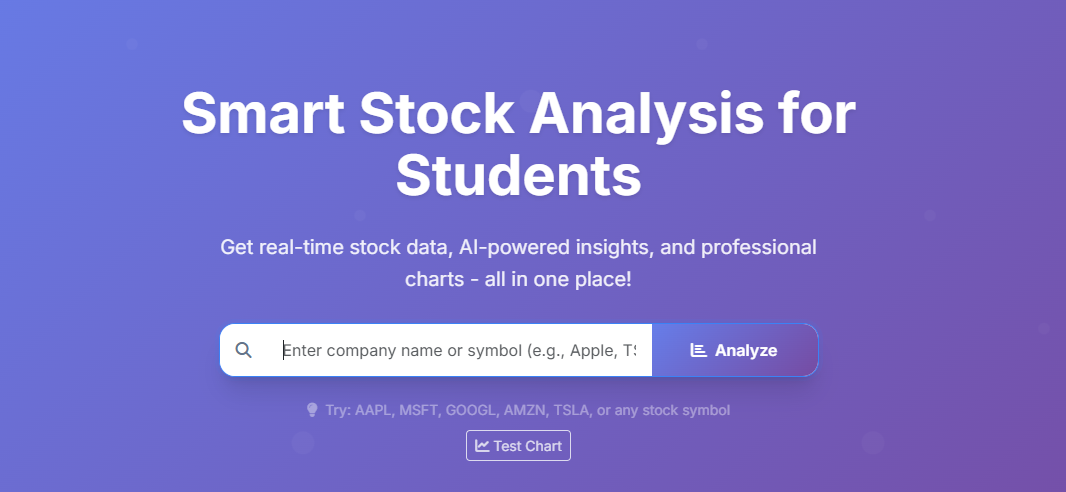 Smart Stock Analysis for
Students
Get real-time stock data, AI-powered insights, and professional
charts - all in one place!
Enter company name or symbol (e.g., Apple, TS
Analyze
Try: AAPL, MSFT, GOOGL, AMZN, TSLA, or any stock symbol
Test Chart